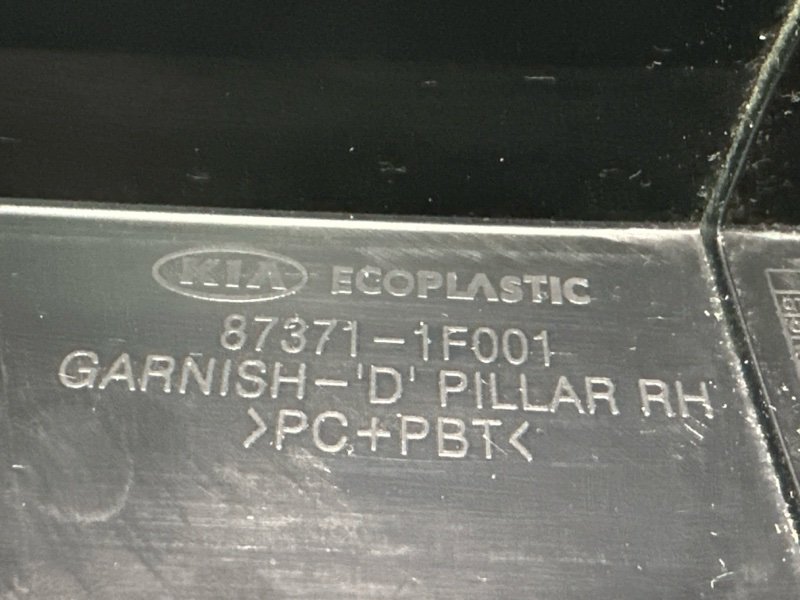 KIA ECOPLASTIC
87371-1F001
GARNISH-'D' PILLAR RH
>PC+PBT<